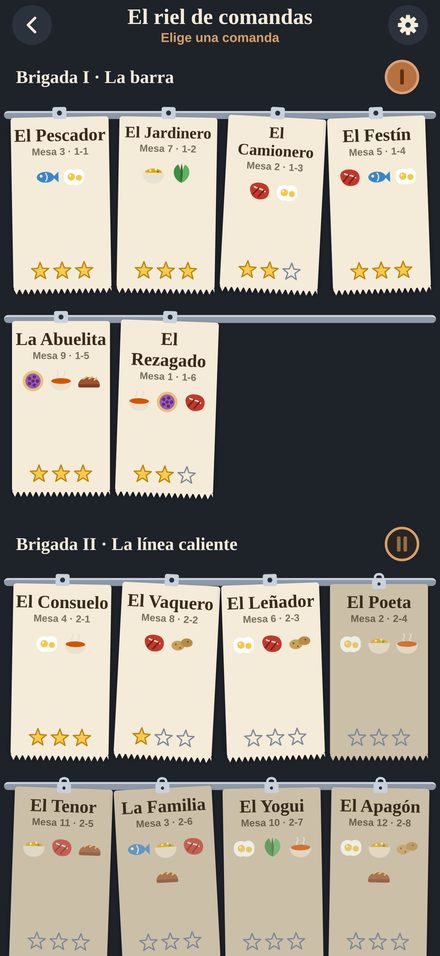 El riel de comandas
Elige una comanda
Brigada I · La barra
I
El Pescador
Mesa 3 · 1-1
El Jardinero
Mesa 7 · 1-2
El
Camionero
Mesa 2 · 1-3
El Festín
Mesa 5 · 1-4
La Abuelita
Mesa 9 · 1-5
El
Rezagado
Mesa 1 · 1-6
Brigada II · La línea caliente
II
El Consuelo
Mesa 4 · 2-1
El Vaquero
Mesa 8 · 2-2
El Leñador
Mesa 6 · 2-3
El Poeta
Mesa 2 · 2-4
El Tenor
Mesa 11 · 2-5
La Familia
Mesa 3 · 2-6
El Yogui
Mesa 10 · 2-7
El Apagón
Mesa 12 · 2-8